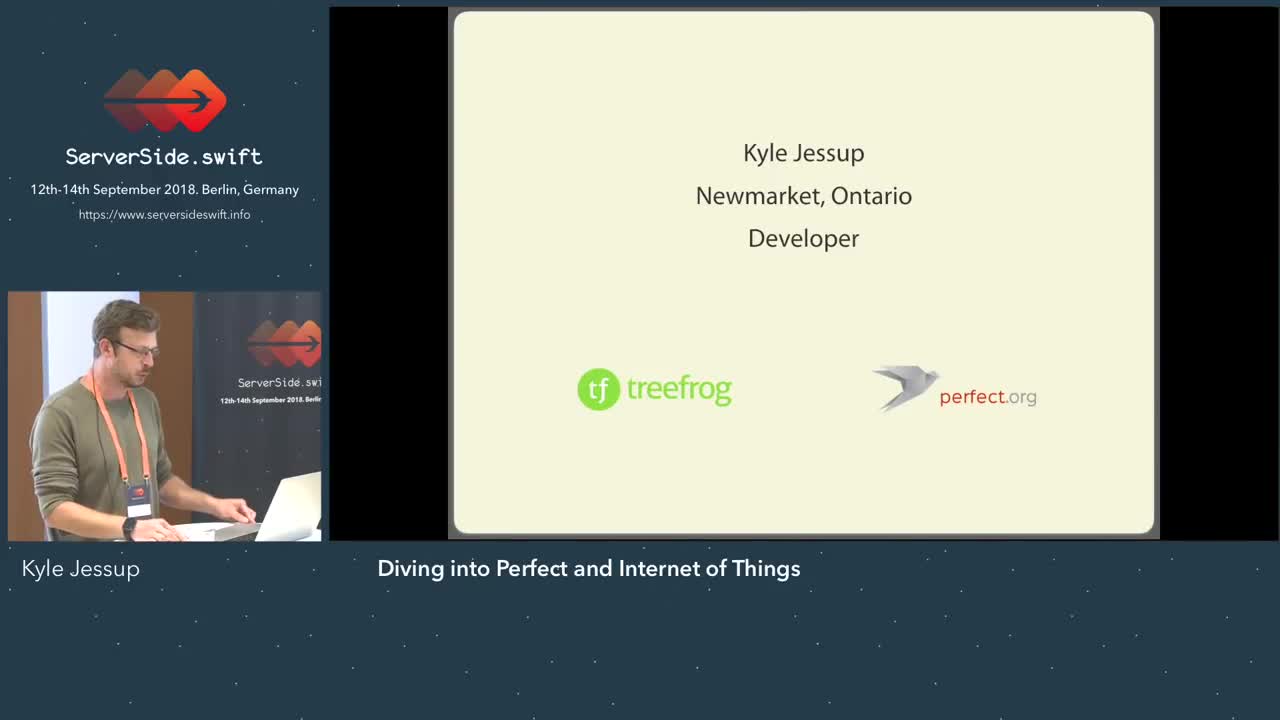 ServerSide.swift
12th-14th September 2018. Berlin, Germany
https://www.serversideswift.info
Kyle Jessup
Newmarket, Ontario
Developer
tf treefrog
perfect.org
ServerSide.swi
12th-14th September 2018. Berlin
Kyle Jessup
Diving into Perfect and Internet of Things